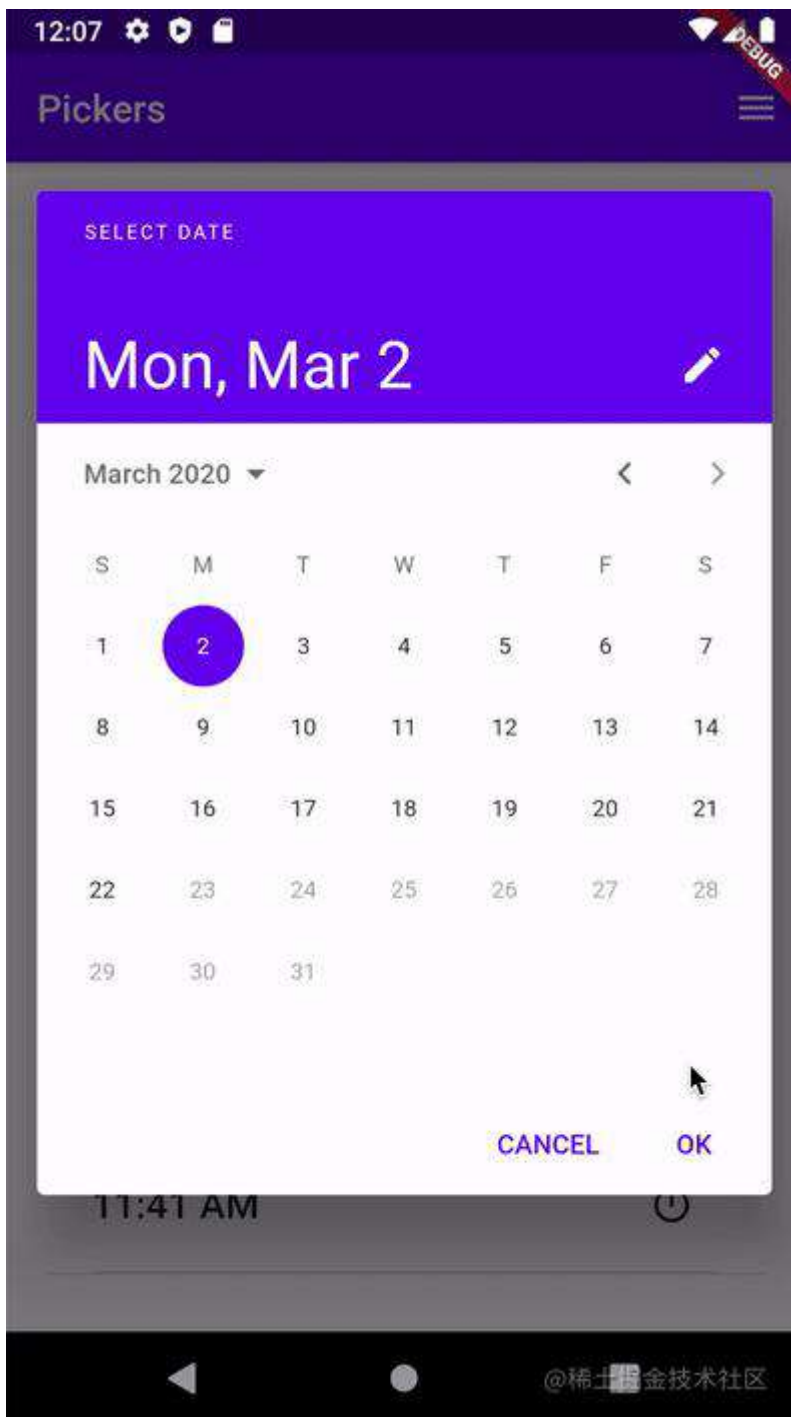 12:07
DEBUG
Pickers
SELECT DATE
Mon, Mar 2
March 2020
S M T W T F S
1 2 3 4 5 6 7
8 9 10 11 12 13 14
15 16 17 18 19 20 21
22 23 24 25 26 27 28
29 30 31
CANCEL OK
11:41 AM
@稀土掘金技术社区